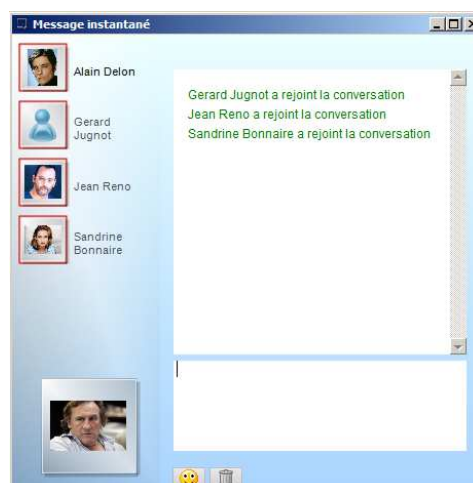 Message instantané
Alain Delon
Gerard
Jugnot
Jean Reno
Sandrine
Bonnaire
Gerard Jugnot a rejoint la conversation
Jean Reno a rejoint la conversation
Sandrine Bonnaire a rejoint la conversation